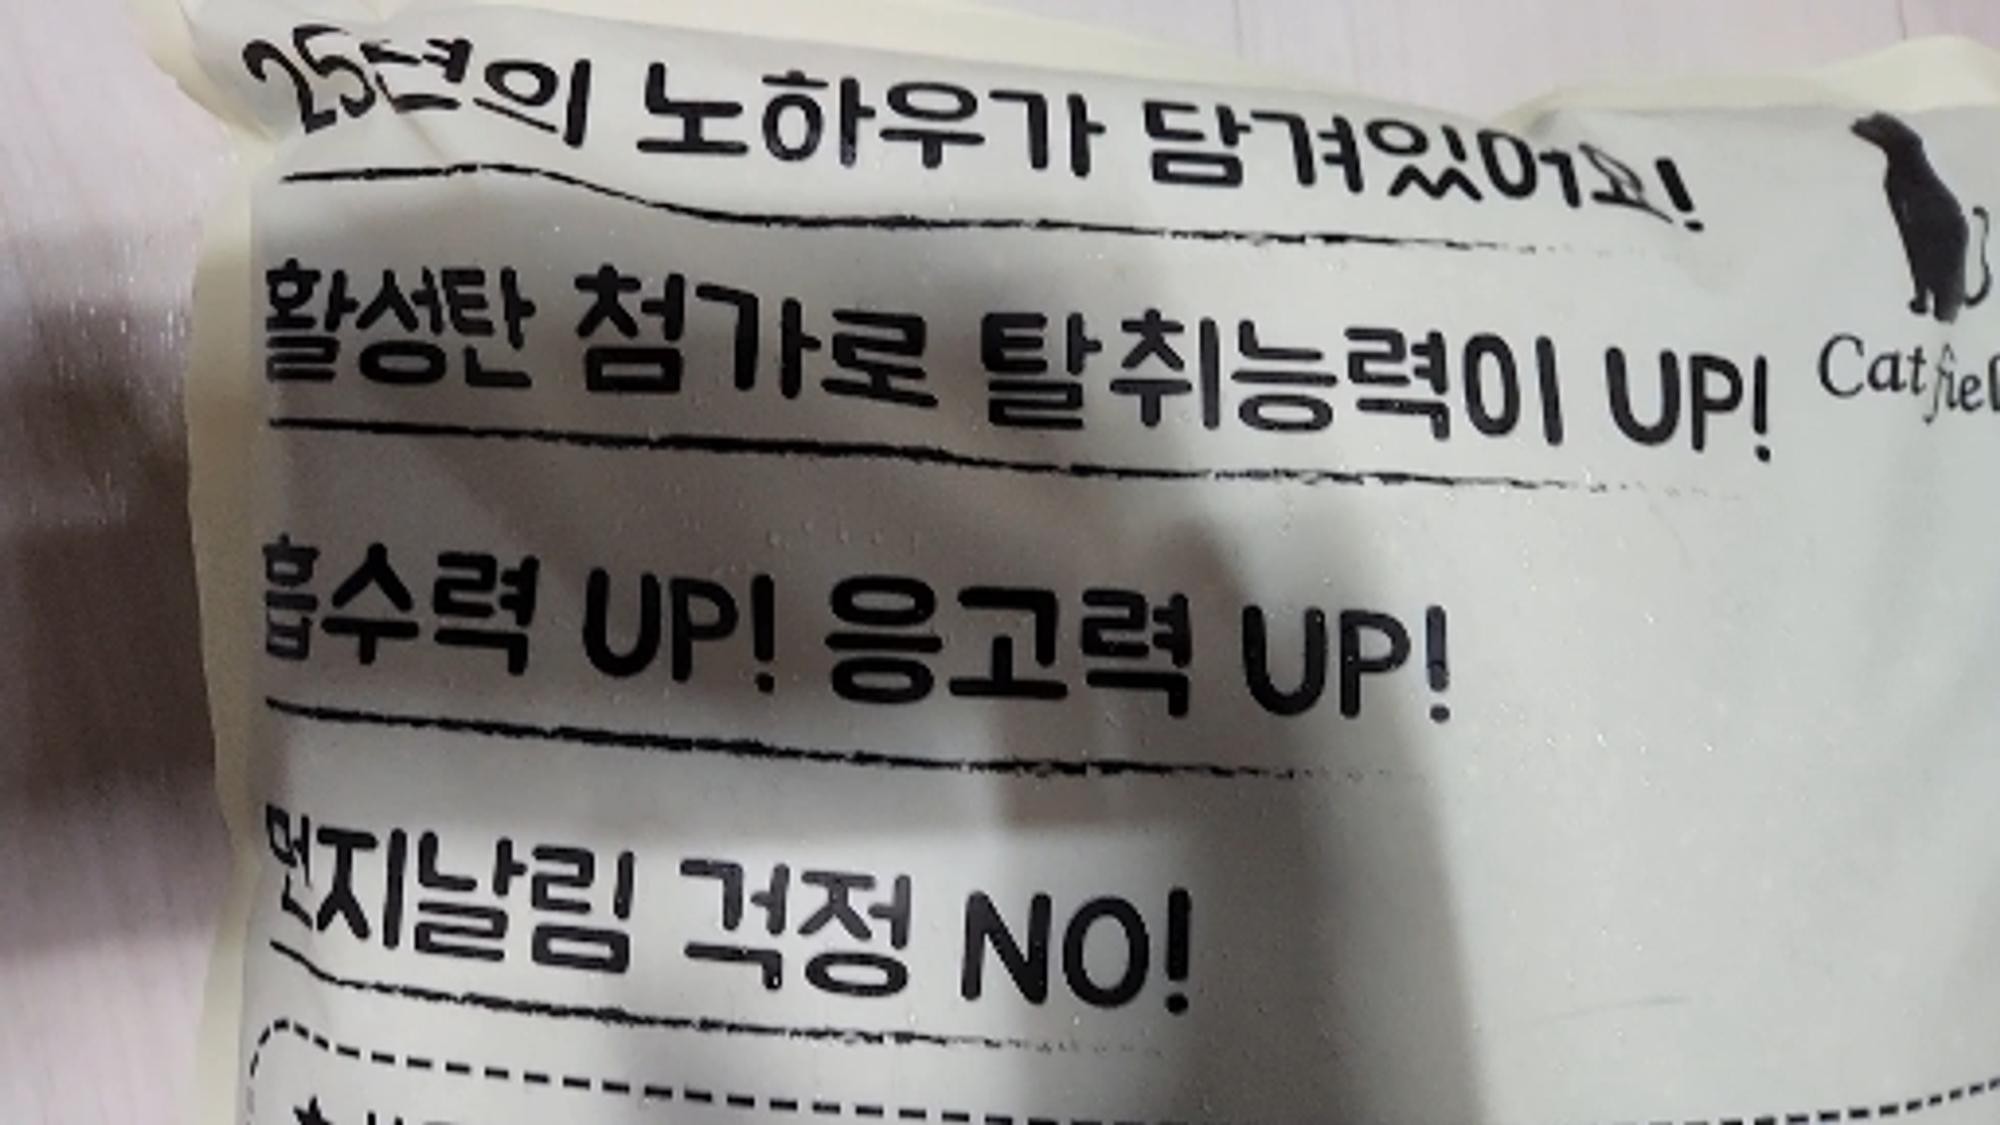 25년의 노하우가 담겨있어요!
활성탄 첨가로 탈취능력이 UP!
Catfiel
흡수력 UP! 응고력 UP!
먼지날림 걱정 NO!